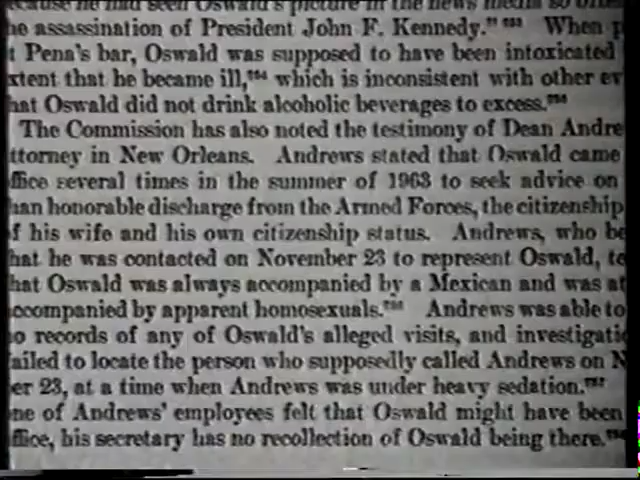 because he had seen Oswald's picture in the news media so often
he assassination of President John F. Kennedy." When p
t Pena's bar, Oswald was supposed to have been intoxicated
xtent that he became ill, which is inconsistent with other ev
hat Oswald did not drink alcoholic beverages to excess.
The Commission has also noted the testimony of Dean Andre
ttorney in New Orleans. Andrews stated that Oswald came
ffice several times in the summer of 1963 to seek advice on
han honorable discharge from the Armed Forces, the citizenship
f his wife and his own citizenship status. Andrews, who be
hat he was contacted on November 23 to represent Oswald, te
hat Oswald was always accompanied by a Mexican and was at
ccompanied by apparent homosexuals. Andrews was able to
o records of any of Oswald's alleged visits, and investigatio
ailed to locate the person who supposedly called Andrews on N
er 23, at a time when Andrews was under heavy sedation.
ne of Andrews' employees felt that Oswald might have been
ffice, his secretary has no recollection of Oswald being there.